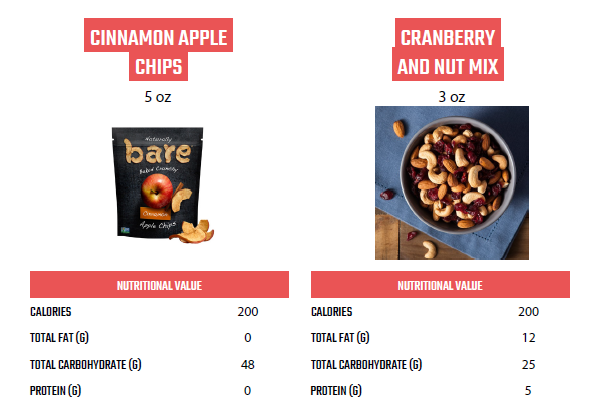 CINNAMON APPLE
CHIPS
5 oz
Naturally
bare
Baked Crunchy
Cinnamon
Apple Chips
NUTRITIONAL VALUE
CALORIES 200
TOTAL FAT (G) 0
TOTAL CARBOHYDRATE (G) 48
PROTEIN (G) 0
CRANBERRY
AND NUT MIX
3 oz
NUTRITIONAL VALUE
CALORIES 200
TOTAL FAT (G) 12
TOTAL CARBOHYDRATE (G) 25
PROTEIN (G) 5